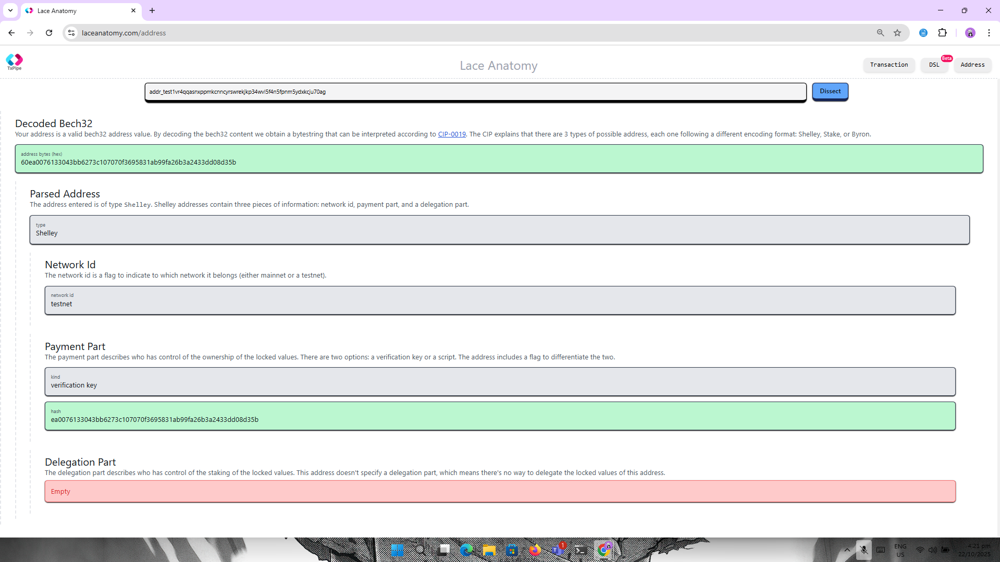 Lace Anatomy
laceanatomy.com/address
TxPipe
Lace Anatomy
Transaction
DSL
Beta
Address
addr_test1vr4qqasnxppmkcnncyrswrekjkp34wvl5f4n5fpnm5ydxkcju70ag
Dissect
Decoded Bech32
Your address is a valid bech32 address value. By decoding the bech32 content we obtain a bytestring that can be interpreted according to CIP-0019. The CIP explains that there are 3 types of possible address, each one following a different encoding format: Shelley, Stake, or Byron.
address bytes (hex)
60ea0076133043bb6273c107070f3695831ab99fa26b3a2433dd08d35b
Parsed Address
The address entered is of type Shelley. Shelley addresses contain three pieces of information: network id, payment part, and a delegation part.
type
Shelley
Network Id
The network id is a flag to indicate to which network it belongs (either mainnet or a testnet).
network id
testnet
Payment Part
The payment part describes who has control of the ownership of the locked values. There are two options: a verification key or a script. The address includes a flag to differentiate the two.
kind
verification key
hash
ea0076133043bb6273c107070f3695831ab99fa26b3a2433dd08d35b
Delegation Part
The delegation part describes who has control of the staking of the locked values. This address doesn't specify a delegation part, which means there's no way to delegate the locked values of this address.
Empty
1
ENG
US
4:21 pm
22/10/2025